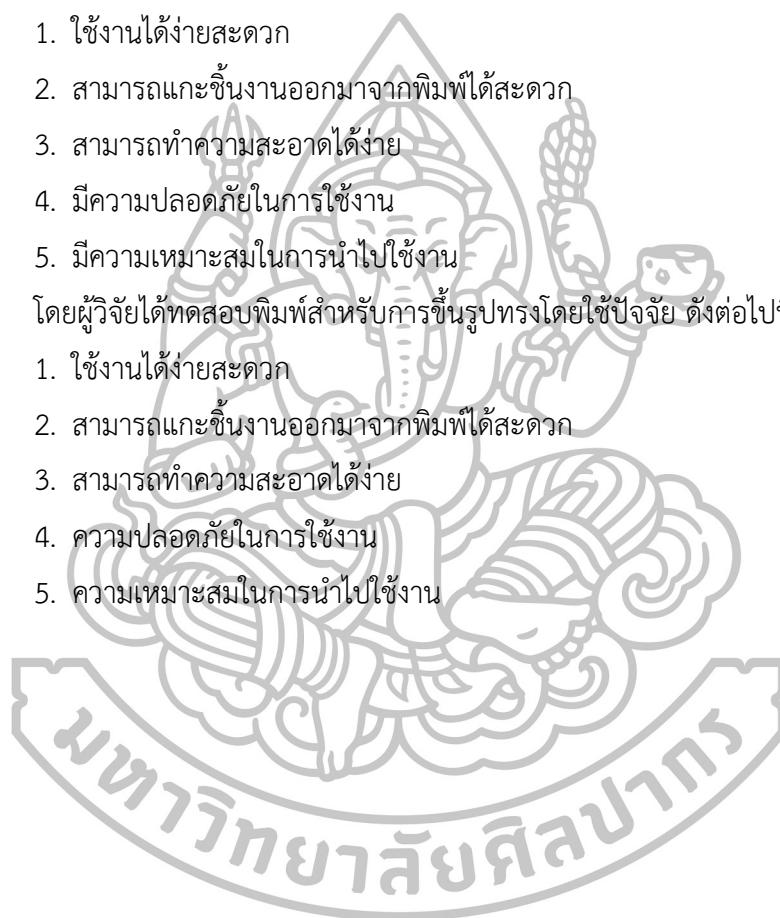 1. ใช้งานได้ง่ายสะดวก
2. สามารถแกะชิ้นงานออกมาจากพิมพ์ได้สะดวก
3. สามารถทำความสะอาดได้ง่าย
4. มีความปลอดภัยในการใช้งาน
5. มีความเหมาะสมในการนำไปใช้งาน
โดยผู้วิจัยได้ทดสอบพิมพ์สำหรับการขึ้นรูปทรงโดยใช้ปัจจัย ดังต่อไป
1. ใช้งานได้ง่ายสะดวก
2. สามารถแกะชิ้นงานออกมาจากพิมพ์ได้สะดวก
3. สามารถทำความสะอาดได้ง่าย
4. ความปลอดภัยในการใช้งาน
5. ความเหมาะสมในการนำไปใช้งาน
มหาวิทยาลัยศิลปากร